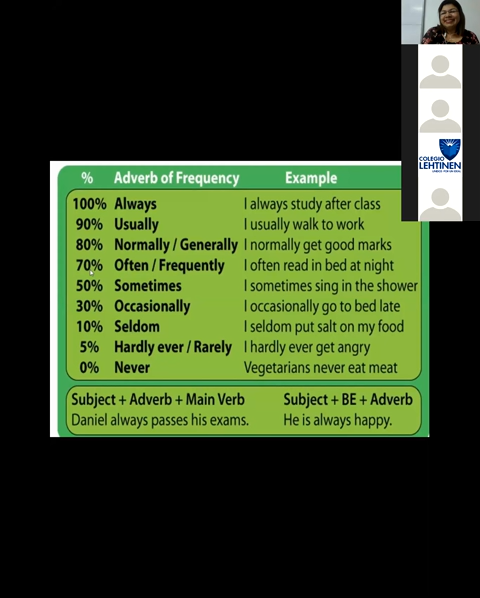 % Adverb of Frequency Example
100% Always I always study after class
90% Usually I usually walk to work
80% Normally / Generally I normally get good marks
70% Often / Frequently I often read in bed at night
50% Sometimes I sometimes sing in the shower
30% Occasionally I occasionally go to bed late
10% Seldom I seldom put salt on my food
5% Hardly ever / Rarely I hardly ever get angry
0% Never Vegetarians never eat meat
Subject + Adverb + Main Verb Subject + BE + Adverb
Daniel always passes his exams. He is always happy.
COLEGIO
LEHTINEN